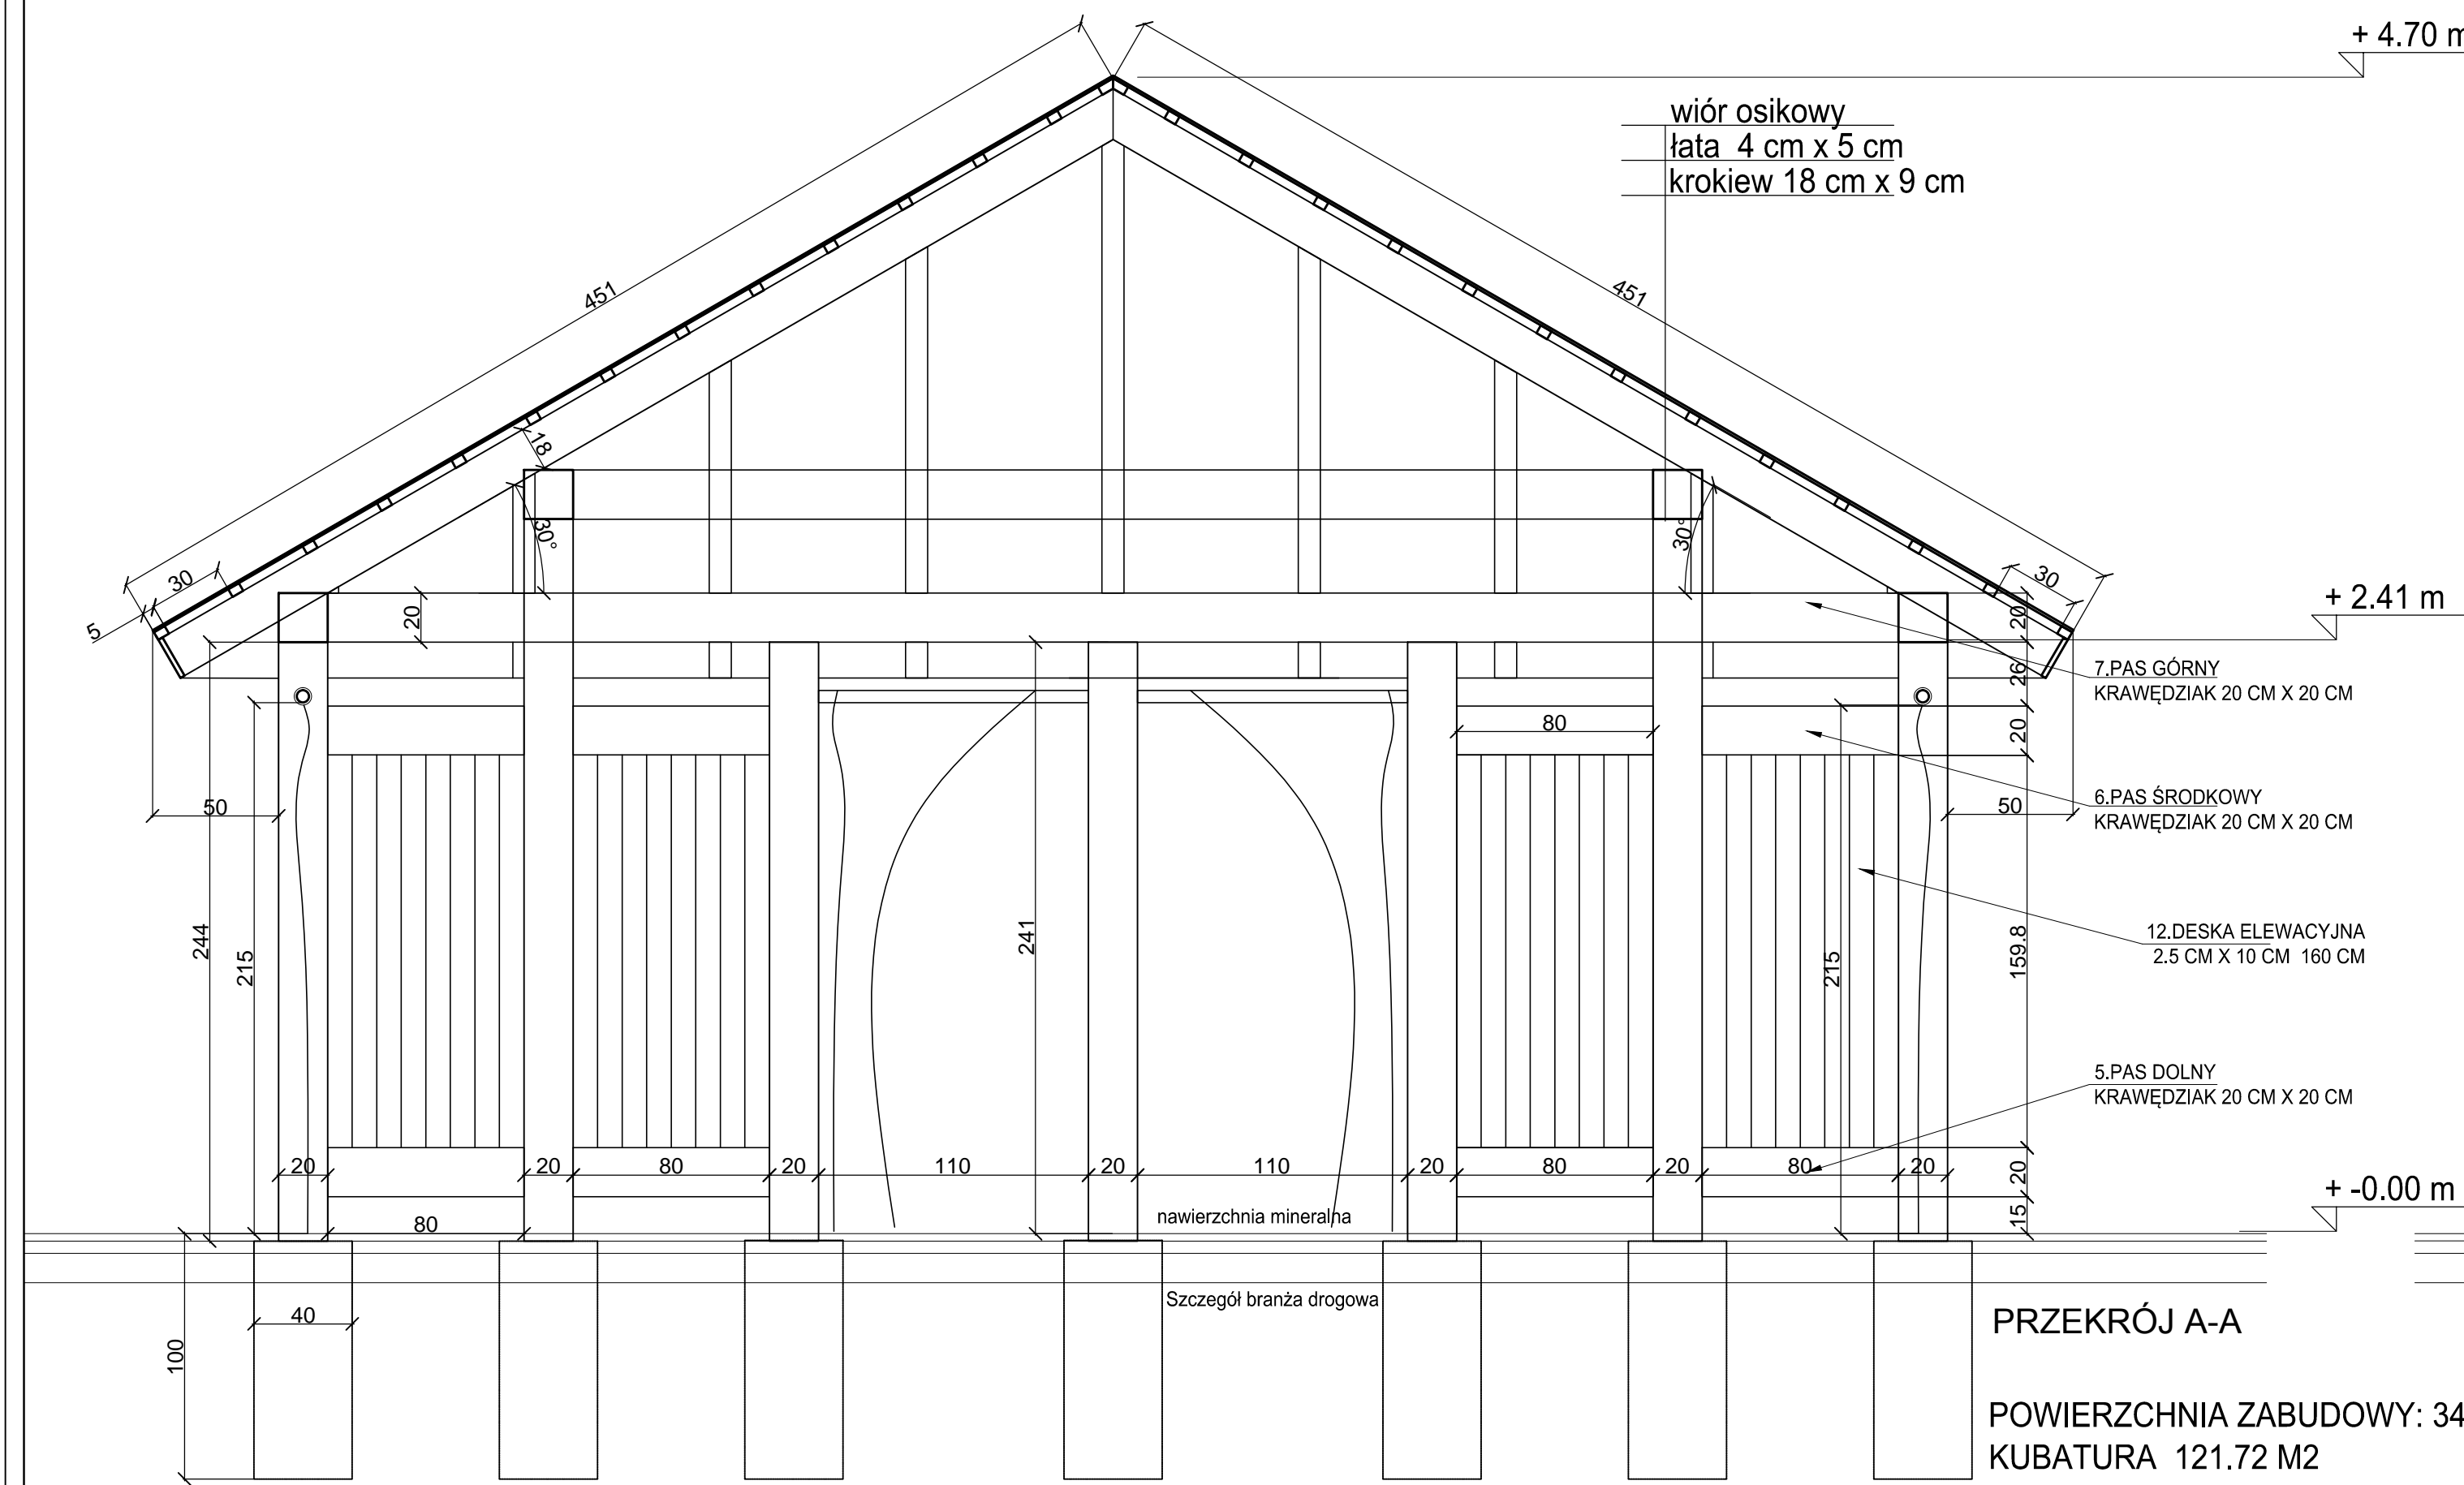 + 4.70 m
wiór osikowy
łata 4 cm x 5 cm
krokiew 18 cm x 9 cm
451
451
18
30°
30°
30
30
5
20
20
+ 2.41 m
26
7.PAS GÓRNY
KRAWĘDZIAK 20 CM X 20 CM
80
20
50
50
6.PAS ŚRODKOWY
KRAWĘDZIAK 20 CM X 20 CM
244
215
241
215
159.8
12.DESKA ELEWACYJNA
2.5 CM X 10 CM 160 CM
5.PAS DOLNY
KRAWĘDZIAK 20 CM X 20 CM
20
20
80
20
110
20
110
20
80
20
80
20
20
+ -0.00 m
80
nawierzchnia mineralna
15
Szczegół branża drogowa
40
100
PRZEKRÓJ A-A
POWIERZCHNIA ZABUDOWY: 34
KUBATURA 121.72 M2